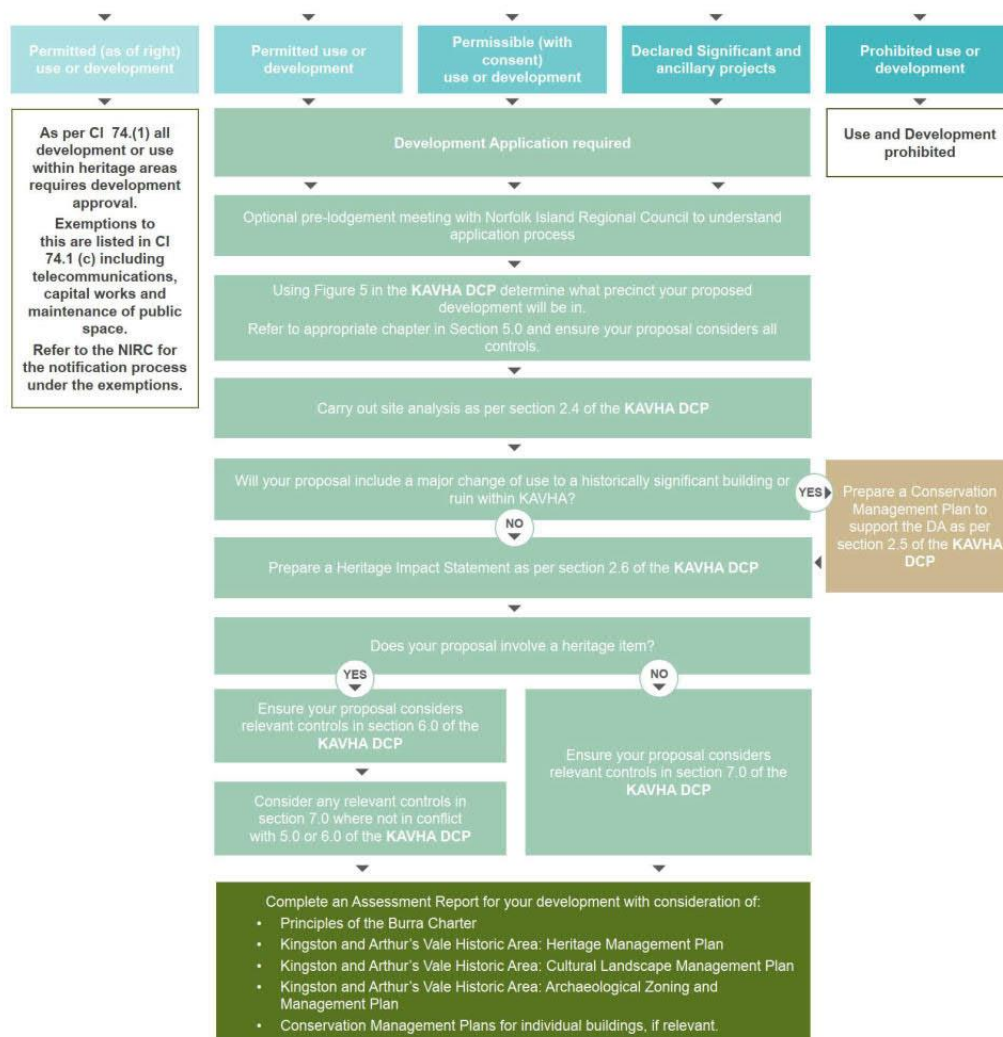 Permitted (as of right)
use or development
Permitted use or
development
Permissible (with
consent)
use or development
Declared Significant and
ancillary projects
Prohibited use or
development
As per Cl 74.(1) all
development or use
within heritage areas
requires development
approval.
Exemptions to
this are listed in Cl
74.1 (c) including
telecommunications,
capital works and
maintenance of public
space.
Refer to the NIRC for
the notification process
under the exemptions.
Development Application required
Use and Development
prohibited
Optional pre-lodgement meeting with Norfolk Island Regional Council to understand
application process
Using Figure 5 in the KAVHA DCP determine what precinct your proposed
development will be in.
Refer to appropriate chapter in Section 5.0 and ensure your proposal considers all
controls.
Carry out site analysis as per section 2.4 of the KAVHA DCP
Will your proposal include a major change of use to a historically significant building or
ruin within KAVHA?
YES
Prepare a Conservation
Management Plan to
support the DA as per
section 2.5 of the KAVHA
DCP
NO
Prepare a Heritage Impact Statement as per section 2.6 of the KAVHA DCP
Does your proposal involve a heritage item?
YES
NO
Ensure your proposal considers
relevant controls in section 6.0 of the
KAVHA DCP
Consider any relevant controls in
section 7.0 where not in conflict
with 5.0 or 6.0 of the KAVHA DCP
Ensure your proposal considers
relevant controls in section 7.0 of the
KAVHA DCP
Complete an Assessment Report for your development with consideration of:
• Principles of the Burra Charter
• Kingston and Arthur's Vale Historic Area: Heritage Management Plan
• Kingston and Arthur's Vale Historic Area: Cultural Landscape Management Plan
• Kingston and Arthur's Vale Historic Area: Archaeological Zoning and
Management Plan
• Conservation Management Plans for individual buildings, if relevant.